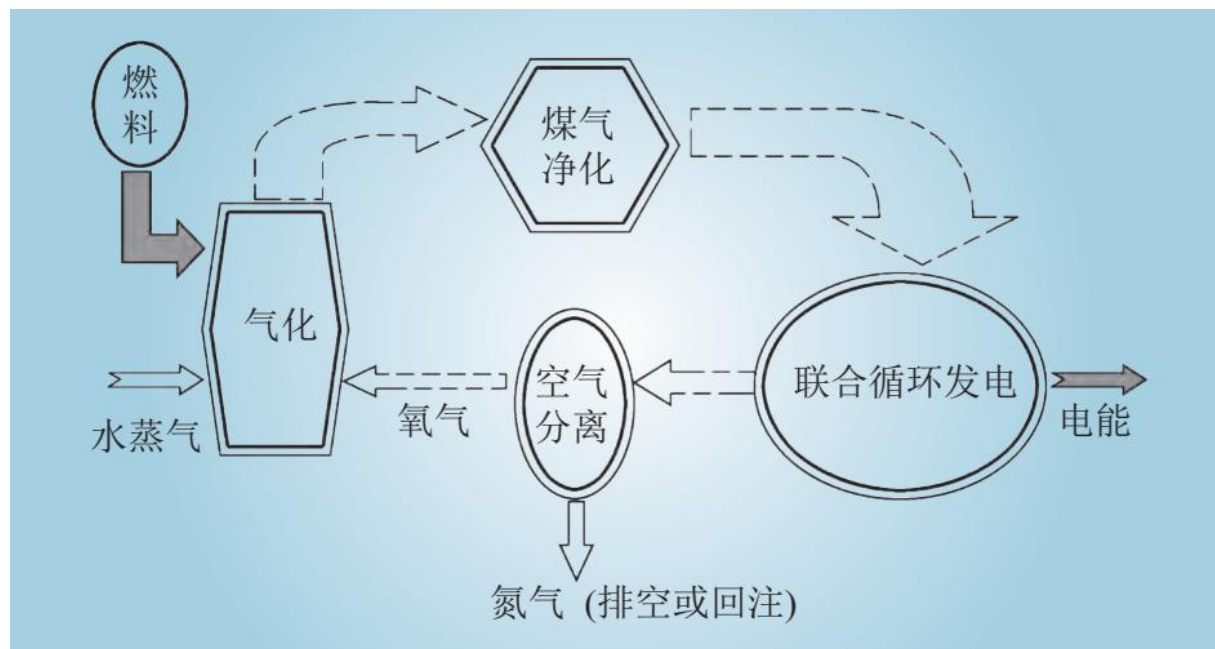 燃
料
煤气
净化
气化
水蒸气
氧气
空气
分离
联合循环发电
电能
氮气 (排空或回注)